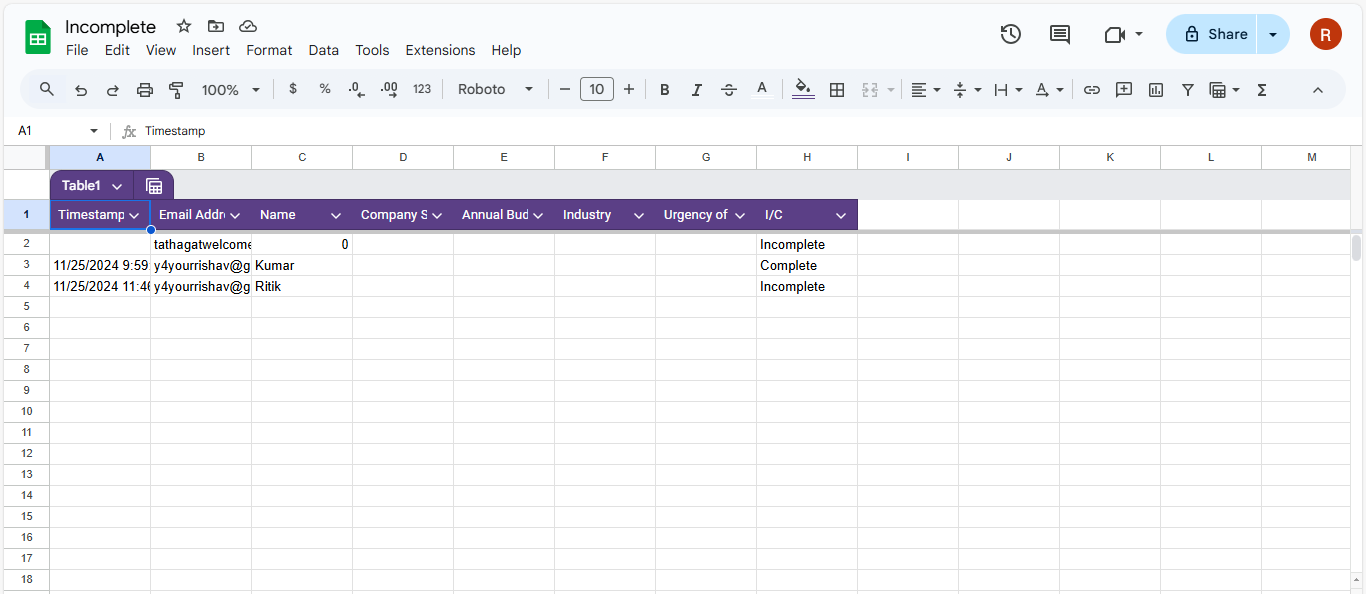 Incomplete
File Edit View Insert Format Data Tools Extensions Help
Share
R
100% $ % .0 .00 123 Roboto 10 B I A
A1 Timestamp
A B C D E F G H I J K L M
Table1
1 Timestamp Email Addr Name Company S Annual Bud Industry Urgency of I/C
2 tathagatwelcome 0 Incomplete
3 11/25/2024 9:59: y4yourrishav@g Kumar Complete
4 11/25/2024 11:46 y4yourrishav@g Ritik Incomplete
5
6
7
8
9
10
11
12
13
14
15
16
17
18